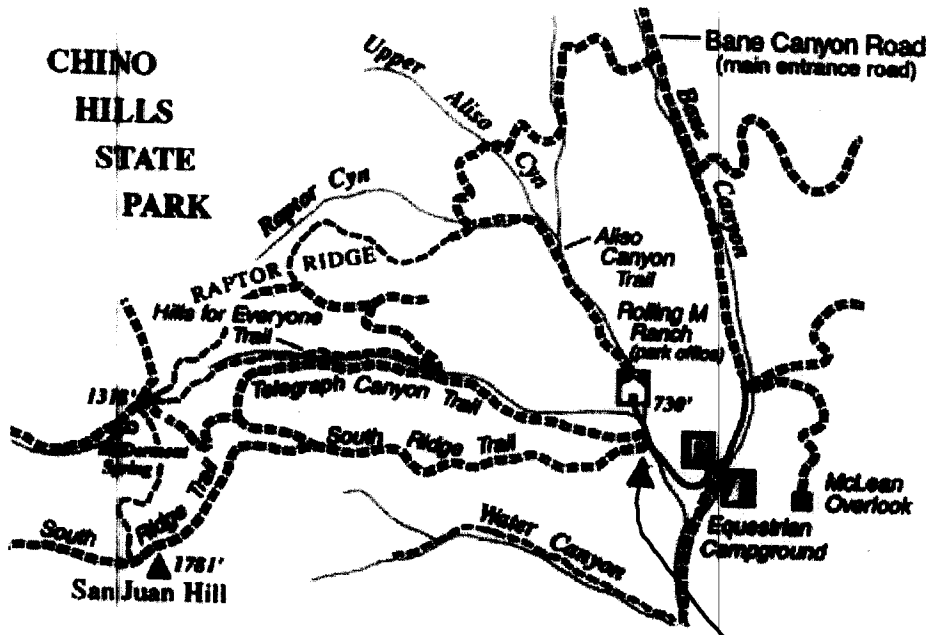 CHINO
HILLS
STATE
PARK
Upper
Aliso
Cyn
Bane Canyon Road
(main entrance road)
Bane
Canyon
Raptor Cyn
RAPTOR RIDGE
Aliso
Canyon
Trail
Hills for Everyone
Trail
Rolling M
Ranch
(park office)
Telegraph Canyon Trail
730'
South Ridge Trail
Spring
McLean
Overlook
South Ridge Trail
Water Canyon
Equestrian
Campground
1781'
San Juan Hill